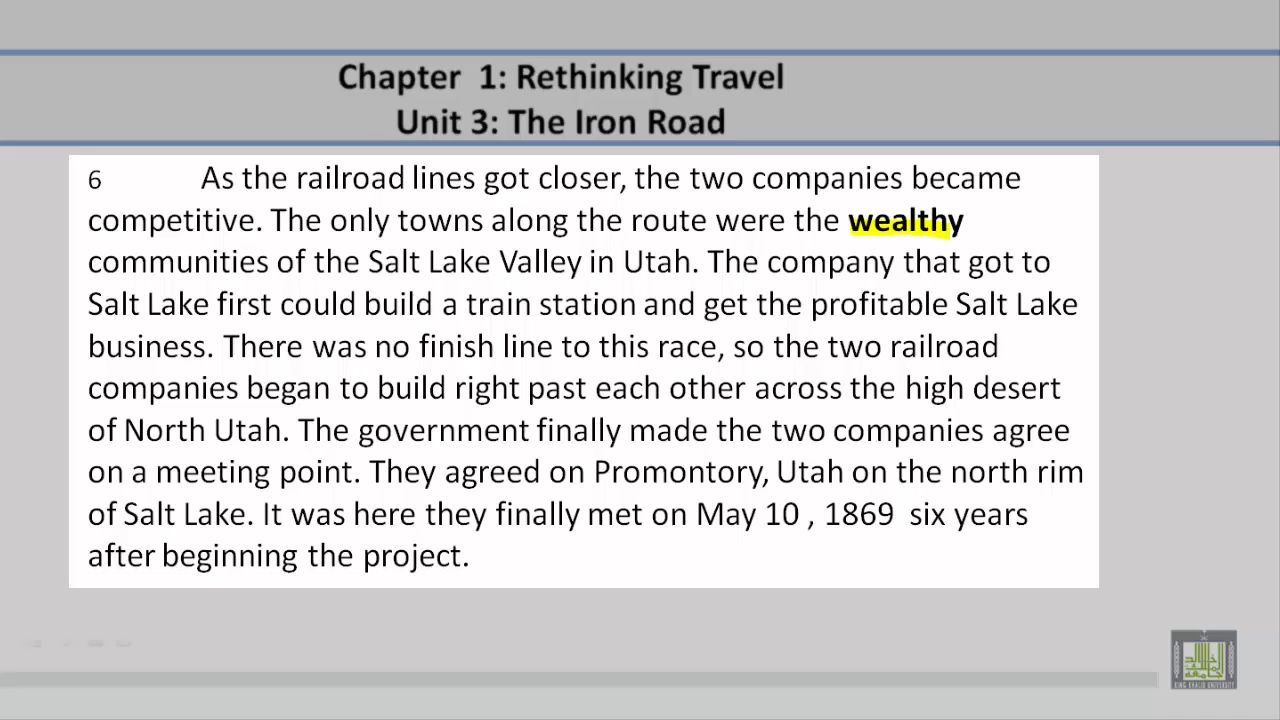 Chapter 1: Rethinking Travel
Unit 3: The Iron Road
6 As the railroad lines got closer, the two companies became
competitive. The only towns along the route were the wealthy
communities of the Salt Lake Valley in Utah. The company that got to
Salt Lake first could build a train station and get the profitable Salt Lake
business. There was no finish line to this race, so the two railroad
companies began to build right past each other across the high desert
of North Utah. The government finally made the two companies agree
on a meeting point. They agreed on Promontory, Utah on the north rim
of Salt Lake. It was here they finally met on May 10 , 1869 six years
after beginning the project.
KING KHALID UNIVERSITY